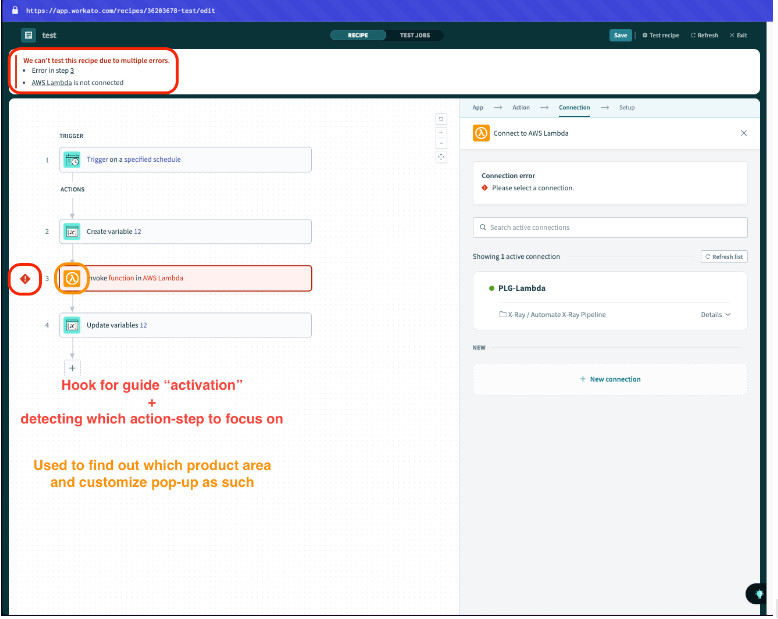 https://app.workato.com/recipes/36203678-test/edit
test
RECIPE
TEST JOBS
Save
Test recipe
Refresh
Exit
We can't test this recipe due to multiple errors.
Error in step 3
AWS Lambda is not connected
App
Action
Connection
Setup
Connect to AWS Lambda
TRIGGER
1
Trigger on a specified schedule
ACTIONS
2
Create variable 12
3
nvoke function in AWS Lambda
4
Update variables 12
Connection error
Please select a connection.
Search active connections
Showing 1 active connection
Refresh list
PLG-Lambda
X-Ray / Automate X-Ray Pipeline
Details
NEW
+ New connection
Hook for guide “activation”
+
detecting which action-step to focus on
Used to find out which product area
and customize pop-up as such